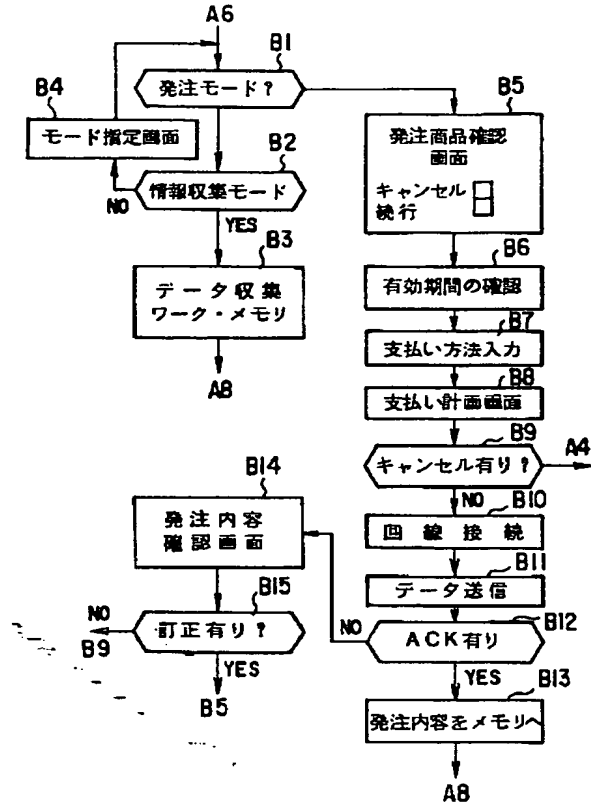 A6
B1
発注モード?
B4
モード指定画面
B2
情報収集モード
NO
YES
B3
データ収集
ワーク・メモリ
A8
B5
発注商品確認
画面
キャンセル
続行
B6
有効期間の確認
B7
支払い方法入力
B8
支払い計画画面
B9
キャンセル有り?
A4
NO
B10
回線接続
B11
データ送信
B12
ACK有り
NO
YES
B13
発注内容をメモリへ
A8
B14
発注内容
確認画面
B15
訂正有り?
NO
B9
YES
B5